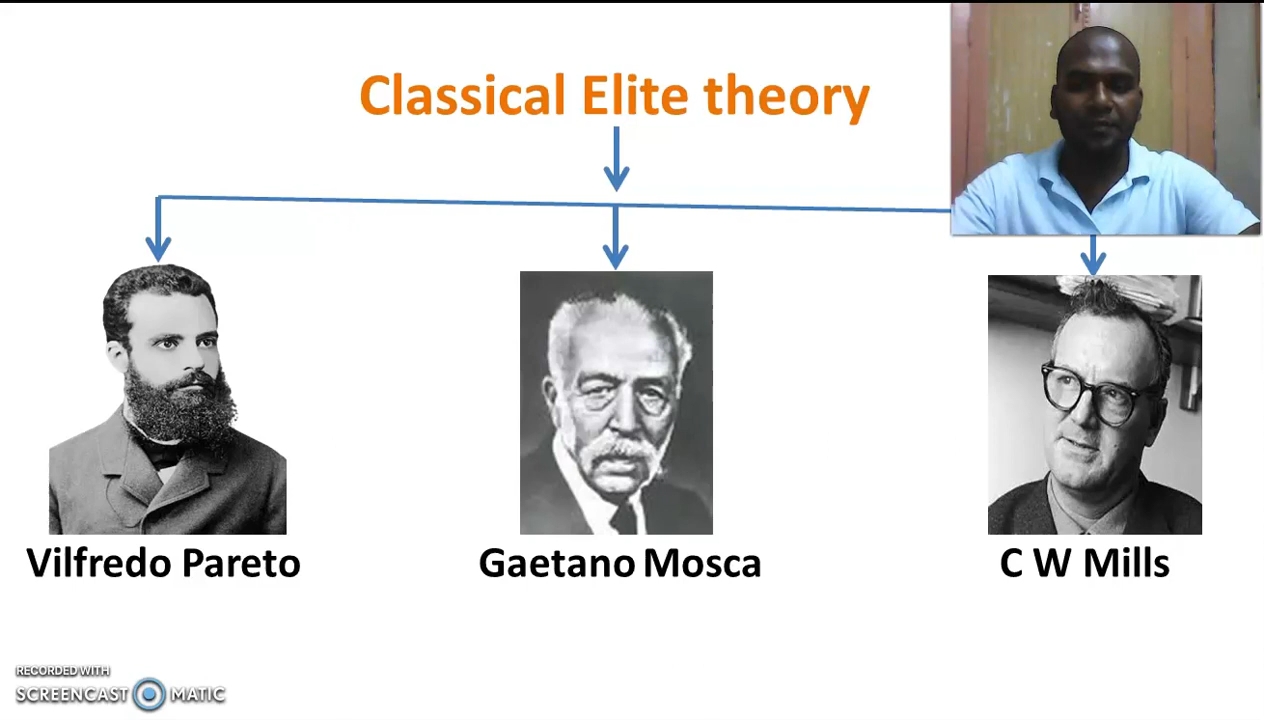 Classical Elite theory
Vilfredo Pareto
Gaetano Mosca
C W Mills
RECORDED WITH
SCREENCAST MATIC